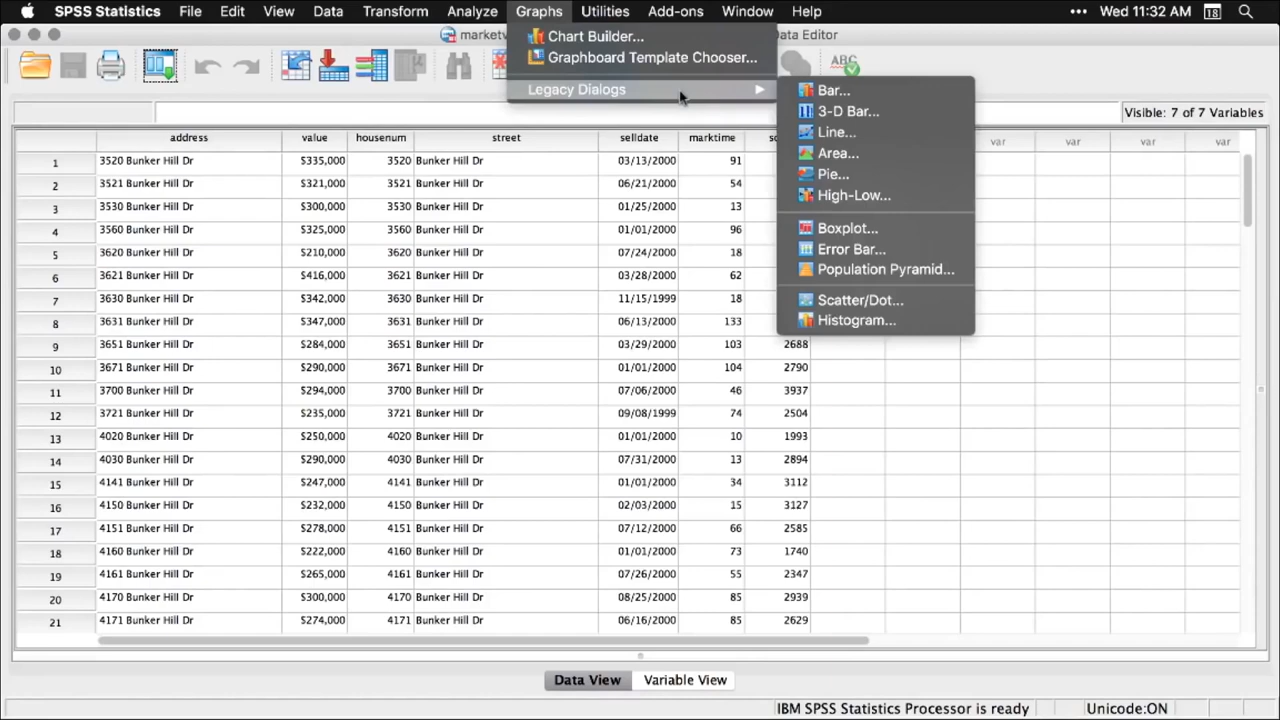 SPSS Statistics File Edit View Data Transform Analyze Graphs Utilities Add-ons Window Help ••• Wed 11:32 AM 18
Chart Builder...
Graphboard Template Chooser...
Legacy Dialogs
Data Editor
ABC
Bar...
3-D Bar...
Line...
Area...
Pie...
High-Low...
Boxplot...
Error Bar...
Population Pyramid...
Scatter/Dot...
Histogram...
Visible: 7 of 7 Variables
address value housenum street selldate marktime var var var var
1 3520 Bunker Hill Dr $335,000 3520 Bunker Hill Dr 03/13/2000 91
2 3521 Bunker Hill Dr $321,000 3521 Bunker Hill Dr 06/21/2000 54
3 3530 Bunker Hill Dr $300,000 3530 Bunker Hill Dr 01/25/2000 13
4 3560 Bunker Hill Dr $325,000 3560 Bunker Hill Dr 01/01/2000 96
5 3620 Bunker Hill Dr $210,000 3620 Bunker Hill Dr 07/24/2000 18
6 3621 Bunker Hill Dr $416,000 3621 Bunker Hill Dr 03/28/2000 62
7 3630 Bunker Hill Dr $342,000 3630 Bunker Hill Dr 11/15/1999 18
8 3631 Bunker Hill Dr $347,000 3631 Bunker Hill Dr 06/13/2000 133
9 3651 Bunker Hill Dr $284,000 3651 Bunker Hill Dr 03/29/2000 103 2688
10 3671 Bunker Hill Dr $290,000 3671 Bunker Hill Dr 01/01/2000 104 2790
11 3700 Bunker Hill Dr $294,000 3700 Bunker Hill Dr 07/06/2000 46 3937
12 3721 Bunker Hill Dr $235,000 3721 Bunker Hill Dr 09/08/1999 74 2504
13 4020 Bunker Hill Dr $250,000 4020 Bunker Hill Dr 01/01/2000 10 1993
14 4030 Bunker Hill Dr $290,000 4030 Bunker Hill Dr 07/31/2000 13 2894
15 4141 Bunker Hill Dr $247,000 4141 Bunker Hill Dr 01/01/2000 34 3112
16 4150 Bunker Hill Dr $232,000 4150 Bunker Hill Dr 02/03/2000 15 3127
17 4151 Bunker Hill Dr $278,000 4151 Bunker Hill Dr 07/12/2000 66 2585
18 4160 Bunker Hill Dr $222,000 4160 Bunker Hill Dr 01/01/2000 73 1740
19 4161 Bunker Hill Dr $265,000 4161 Bunker Hill Dr 07/26/2000 55 2347
20 4170 Bunker Hill Dr $300,000 4170 Bunker Hill Dr 08/25/2000 85 2939
21 4171 Bunker Hill Dr $274,000 4171 Bunker Hill Dr 06/16/2000 85 2629
Data View Variable View
IBM SPSS Statistics Processor is ready Unicode:ON